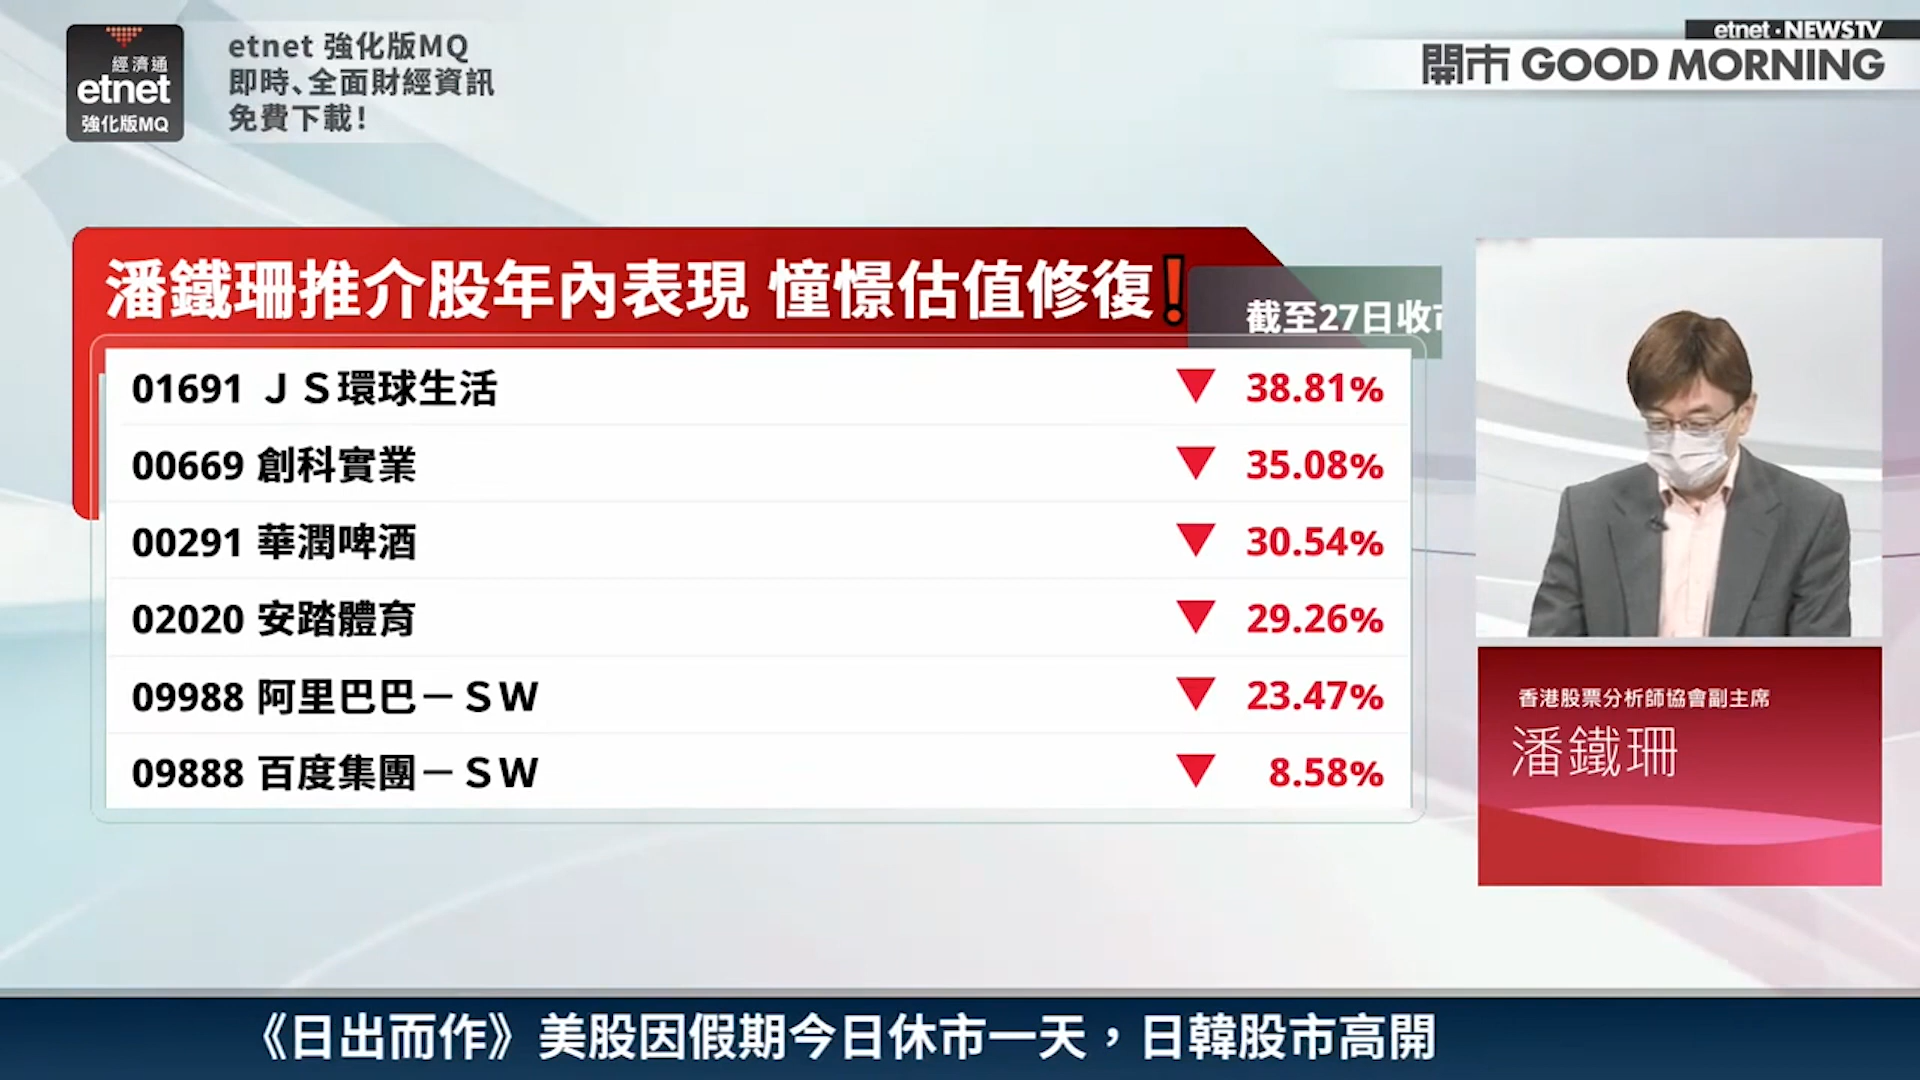 經濟通
etnet
強化版MQ
etnet 強化版MQ
即時、全面財經資訊
免費下載！
etnet·NEWSTV
開市 GOOD MORNING
潘鐵珊推介股年內表現 憧憬估值修復❗
截至27日收市
01691 ＪＳ環球生活 ▼ 38.81%
00669 創科實業 ▼ 35.08%
00291 華潤啤酒 ▼ 30.54%
02020 安踏體育 ▼ 29.26%
09988 阿里巴巴－ＳＷ ▼ 23.47%
09888 百度集團－ＳＷ ▼ 8.58%
香港股票分析師協會副主席
潘鐵珊
《日出而作》美股因假期今日休市一天，日韓股市高開